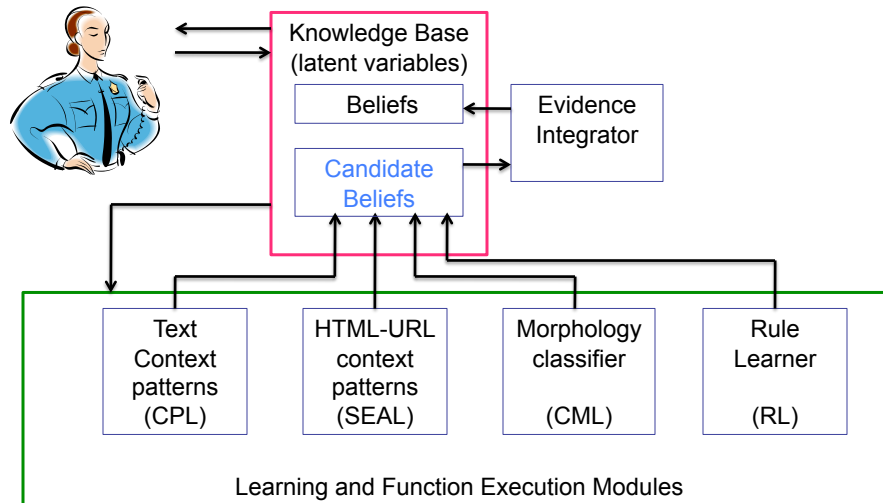 Knowledge Base
(latent variables)
Beliefs
Evidence
Integrator
Candidate
Beliefs
Text
Context
patterns
(CPL)
HTML-URL
context
patterns
(SEAL)
Morphology
classifier
(CML)
Rule
Learner
(RL)
Learning and Function Execution Modules